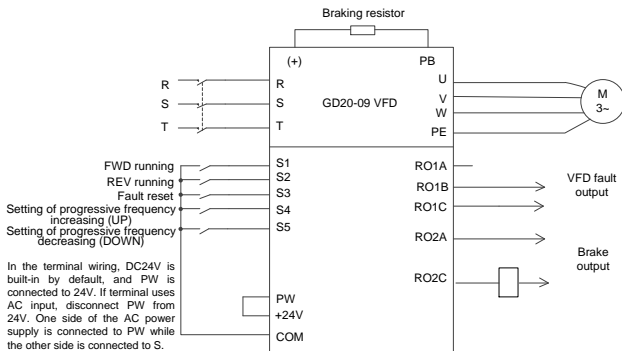 Braking resistor
(+) PB
R R U
S S GD20-09 VFD V M
T T W 3~
PE
FWD running S1 RO1A
REV running S2 RO1B VFD fault
Fault reset S3 RO1C output
Setting of progressive frequency S4
increasing (UP)
Setting of progressive frequency S5 RO2A
decreasing (DOWN)
Brake
output
RO2C
In the terminal wiring, DC24V is
built-in by default, and PW is
connected to 24V. If terminal uses
AC input, disconnect PW from
24V. One side of the AC power
supply is connected to PW while
the other side is connected to S.
PW
+24V
COM